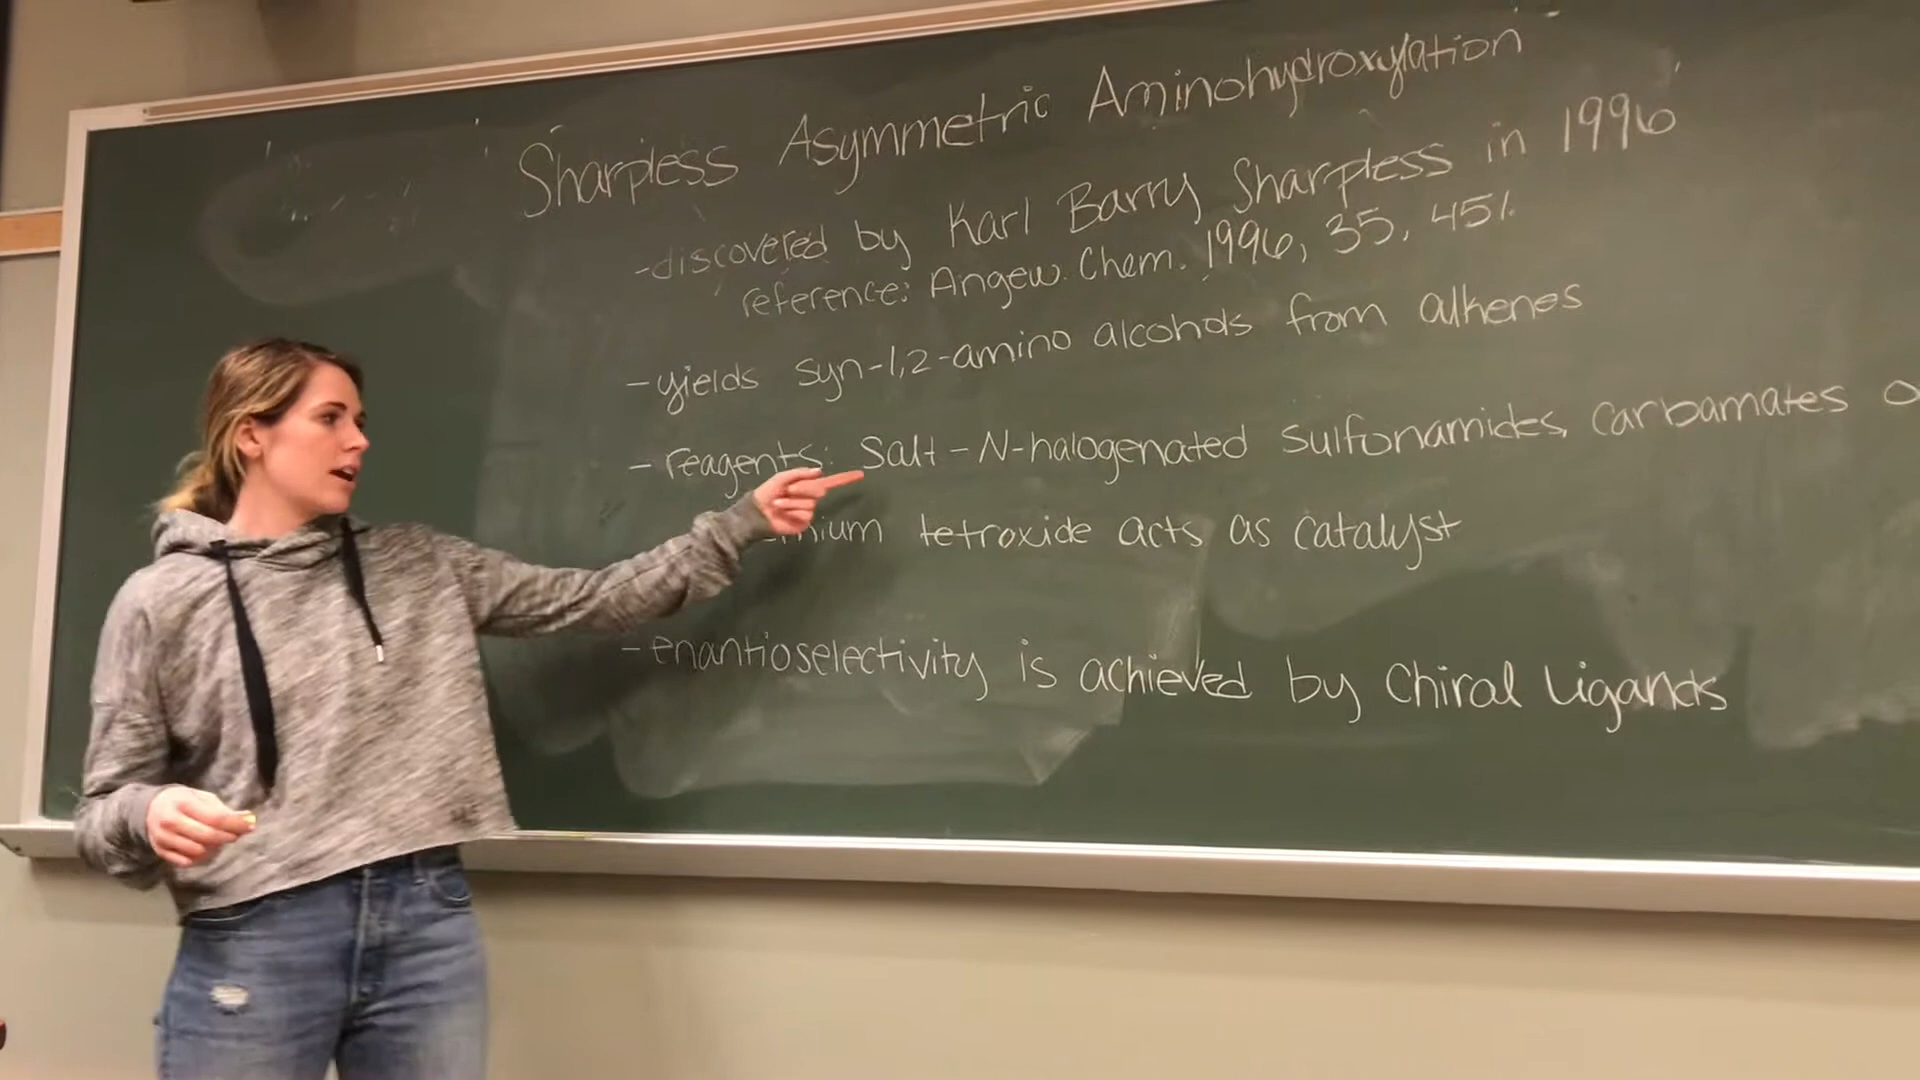 Sharpless Asymmetric Aminohydroxylation
-discovered by Karl Barry Sharpless in 1996
reference: Angew. Chem. 1996, 35, 451.
-yields syn-1,2-amino alcohols from alkenes
-reagents: Salt-N-halogenated sulfonamides, carbamates
tetroxide acts as catalyst
-enantioselectivity is achieved by Chiral Ligands